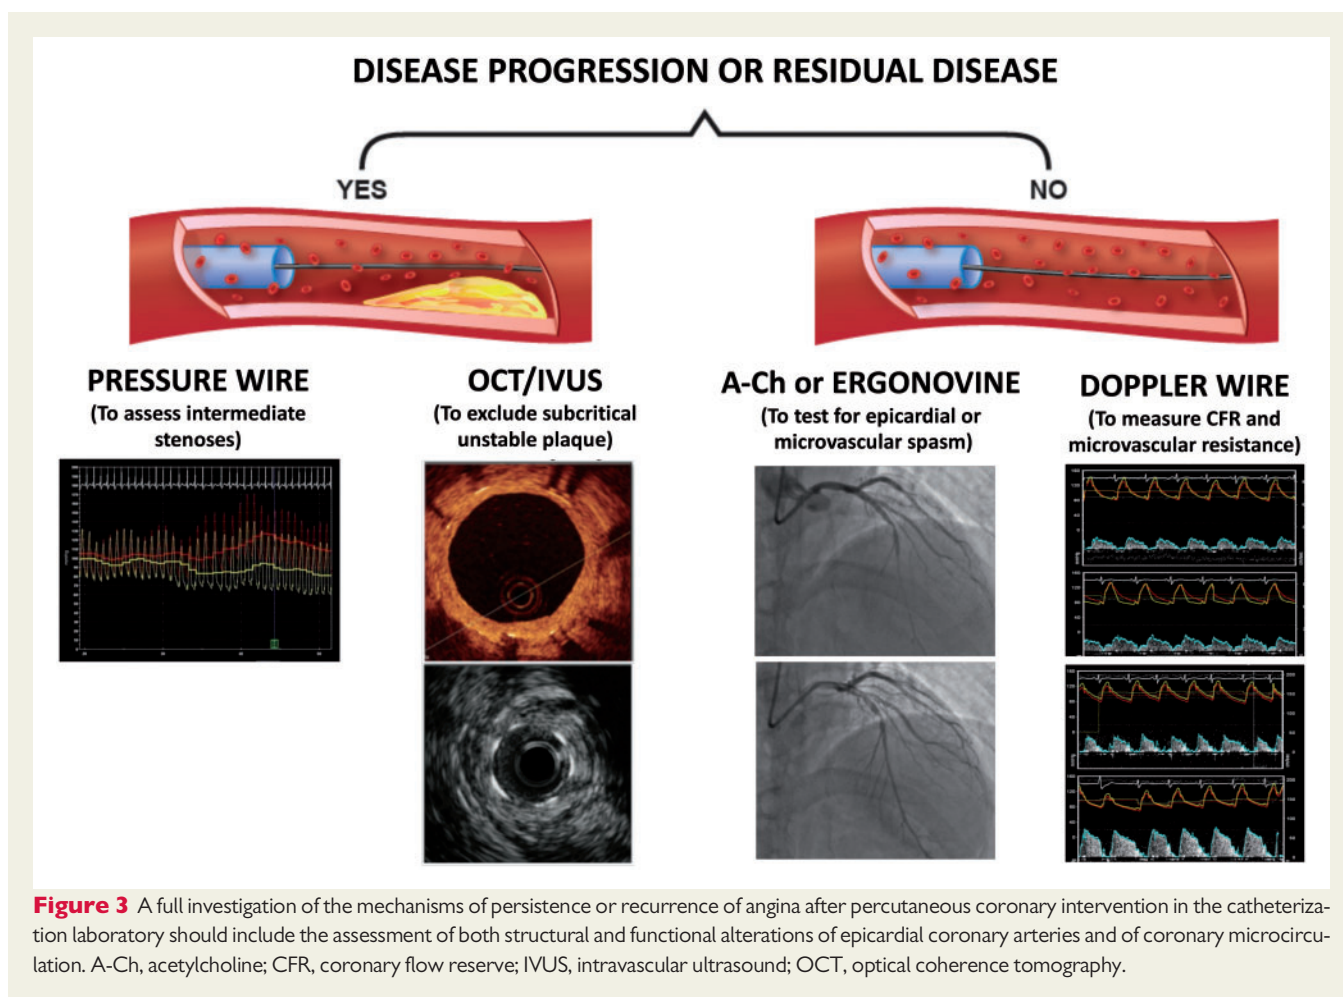 DISEASE PROGRESSION OR RESIDUAL DISEASE
YES
NO
PRESSURE WIRE
(To assess intermediate
stenoses)
OCT/IVUS
(To exclude subcritical
unstable plaque)
A-Ch or ERGONOVINE
(To test for epicardial or
microvascular spasm)
DOPPLER WIRE
(To measure CFR and
microvascular resistance)
Figure 3 A full investigation of the mechanisms of persistence or recurrence of angina after percutaneous coronary intervention in the catheteriza-
tion laboratory should include the assessment of both structural and functional alterations of epicardial coronary arteries and of coronary microcircu-
lation. A-Ch, acetylcholine; CFR, coronary flow reserve; IVUS, intravascular ultrasound; OCT, optical coherence tomography.